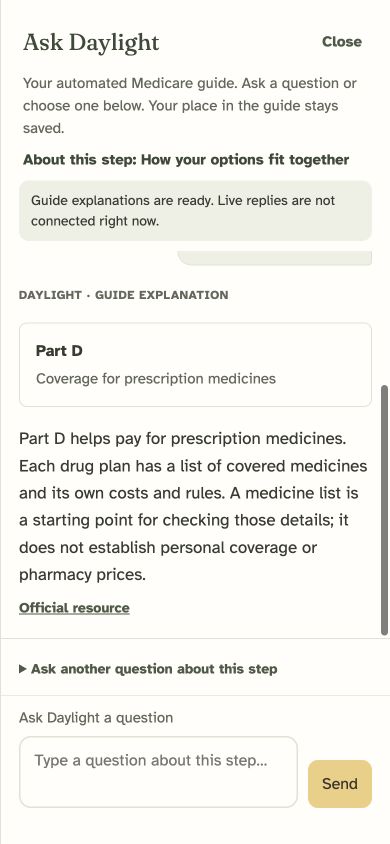 Ask Daylight
Close
Your automated Medicare guide. Ask a question or
choose one below. Your place in the guide stays
saved.
About this step: How your options fit together
Guide explanations are ready. Live replies are not
connected right now.
DAYLIGHT · GUIDE EXPLANATION
Part D
Coverage for prescription medicines
Part D helps pay for prescription medicines.
Each drug plan has a list of covered medicines
and its own costs and rules. A medicine list is
a starting point for checking those details; it
does not establish personal coverage or
pharmacy prices.
Official resource
▶ Ask another question about this step
Ask Daylight a question
Type a question about this step...
Send